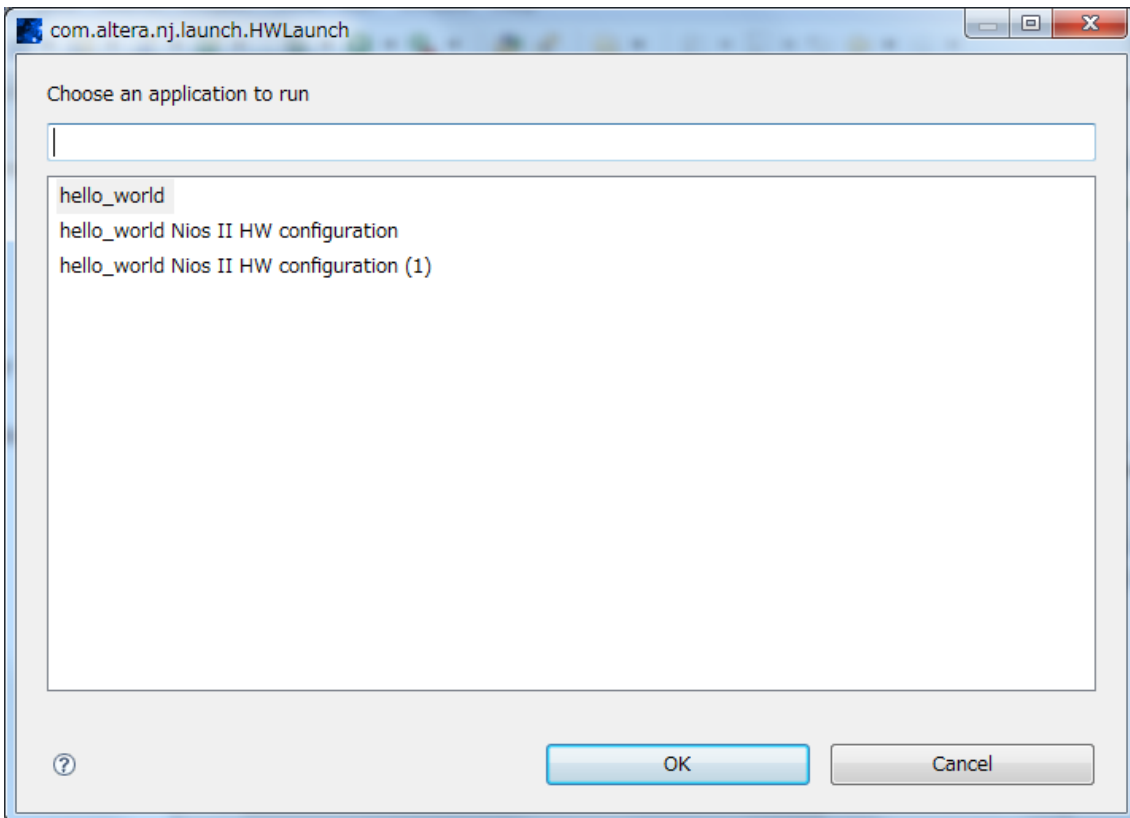 com.altera.nj.launch.HWLaunch
Choose an application to run
hello_world
hello_world Nios II HW configuration
hello_world Nios II HW configuration (1)
OK
Cancel